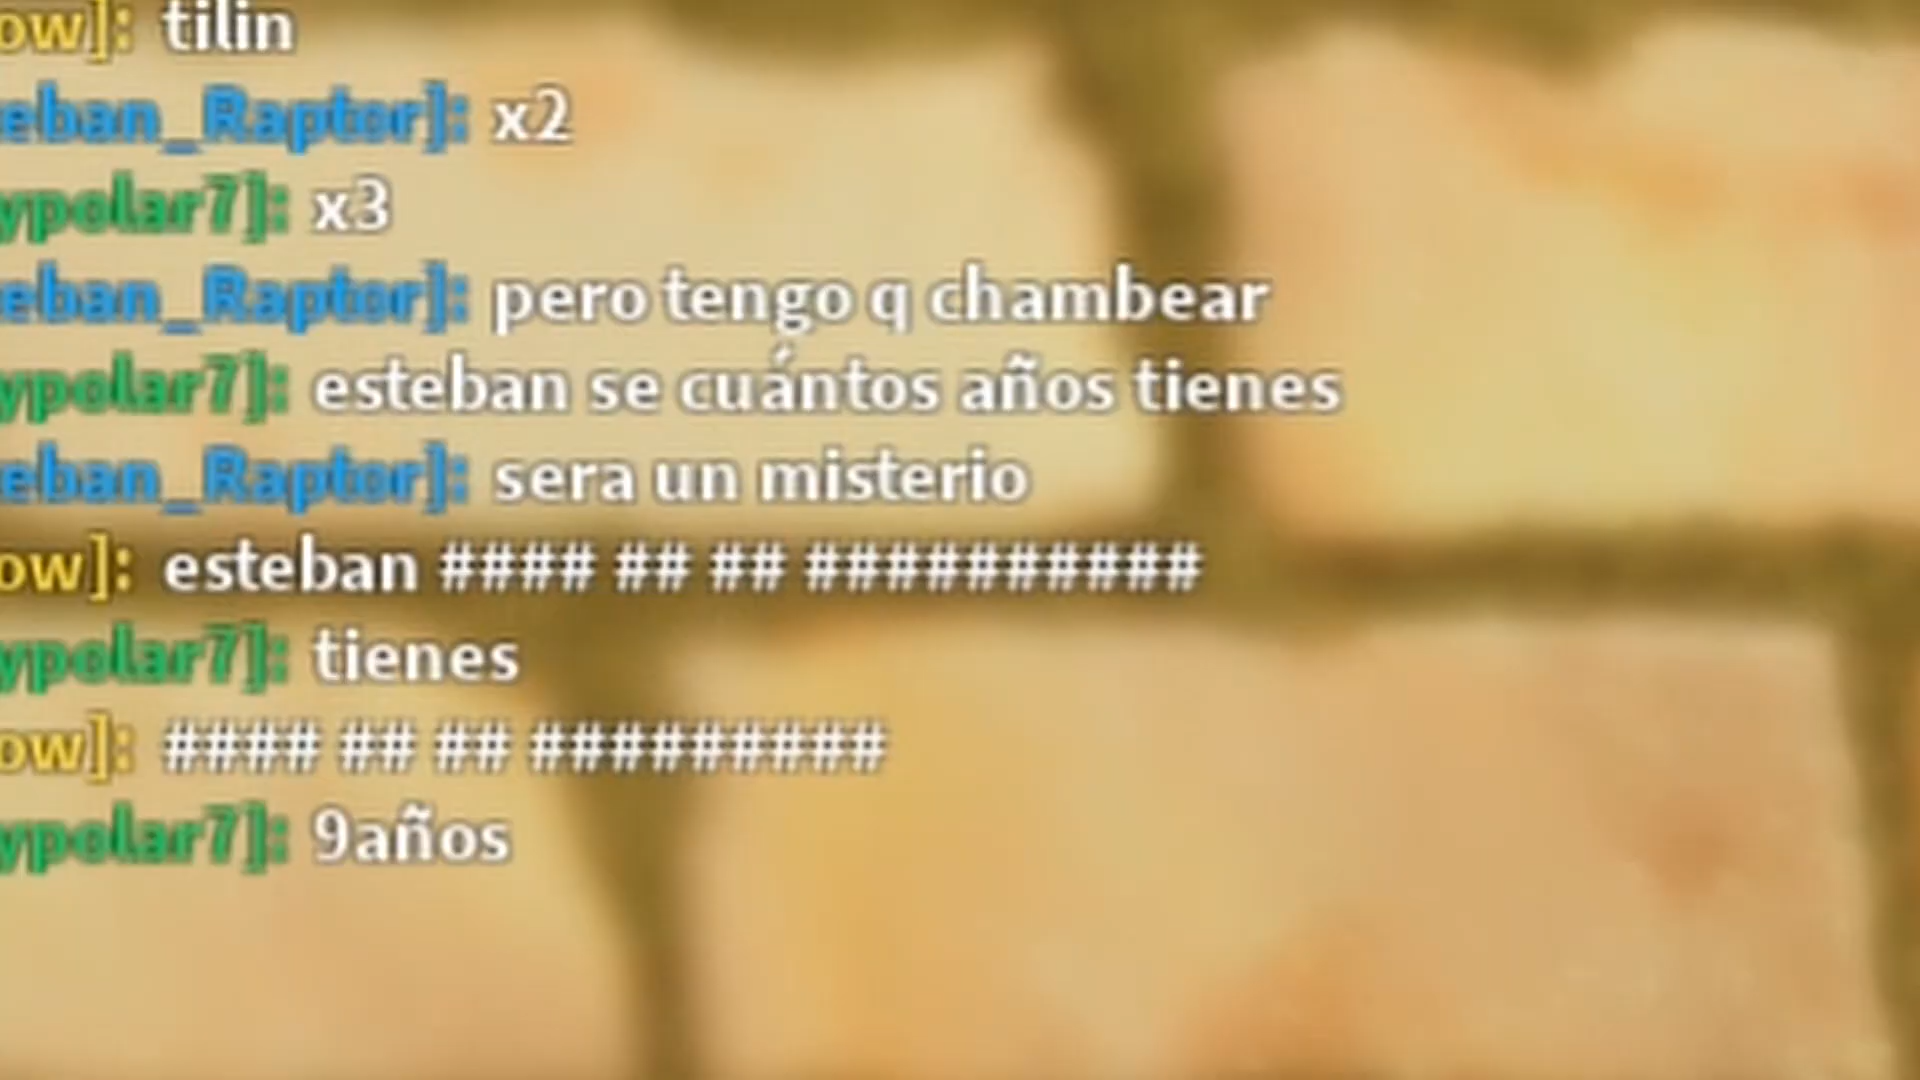 ow]: tilin
eban_Raptor]: x2
ypolar7]: x3
eban_Raptor]: pero tengo q chambear
ypolar7]: esteban se cuántos años tienes
eban_Raptor]: sera un misterio
ow]: esteban #### ## ## ##########
ypolar7]: tienes
ow]: #### ## ## #########
ypolar7]: 9años